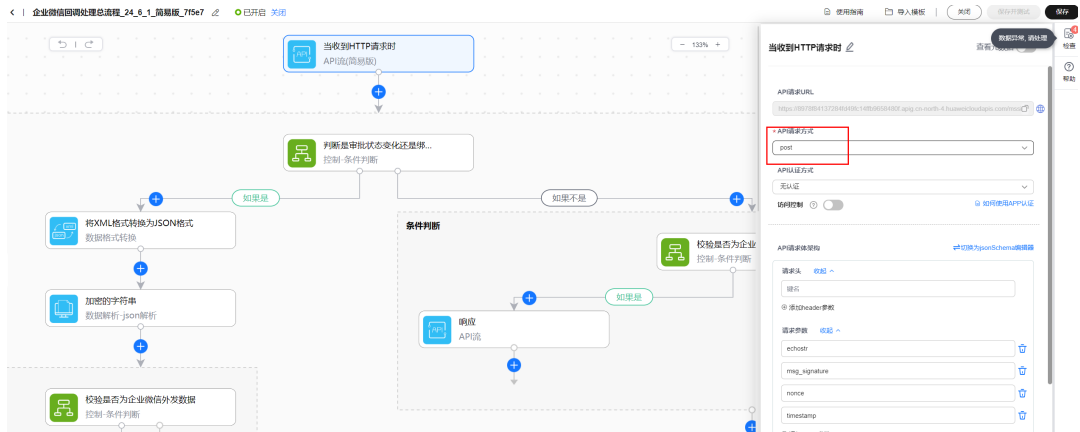 企业微信回调处理总流程_24_6_1_简易版_7f5e7
已开启 关闭
使用指南
导入模板
关闭
保存并测试
保存
当收到HTTP请求时
API流(简易版)
133%
判断是审批状态变化还是绑...
控制-条件判断
如果是
如果不是
将XML格式转换为JSON格式
数据格式转换
加密的字符串
数据解析-json解析
校验是否为企业微信外发数据
控制-条件判断
条件判断
校验是否为企业
控制-条件判断
如果是
响应
API流
当收到HTTP请求时
数据异常, 请处理
4
检查
帮助
API请求URL
* API请求方式
post
API认证方式
无认证
访问控制
如何使用APP认证
API请求体架构
切换为jsonSchema编辑器
请求头 收起
键名
添加header参数
请求参数 收起
echostr
msg_signature
nonce
timestamp